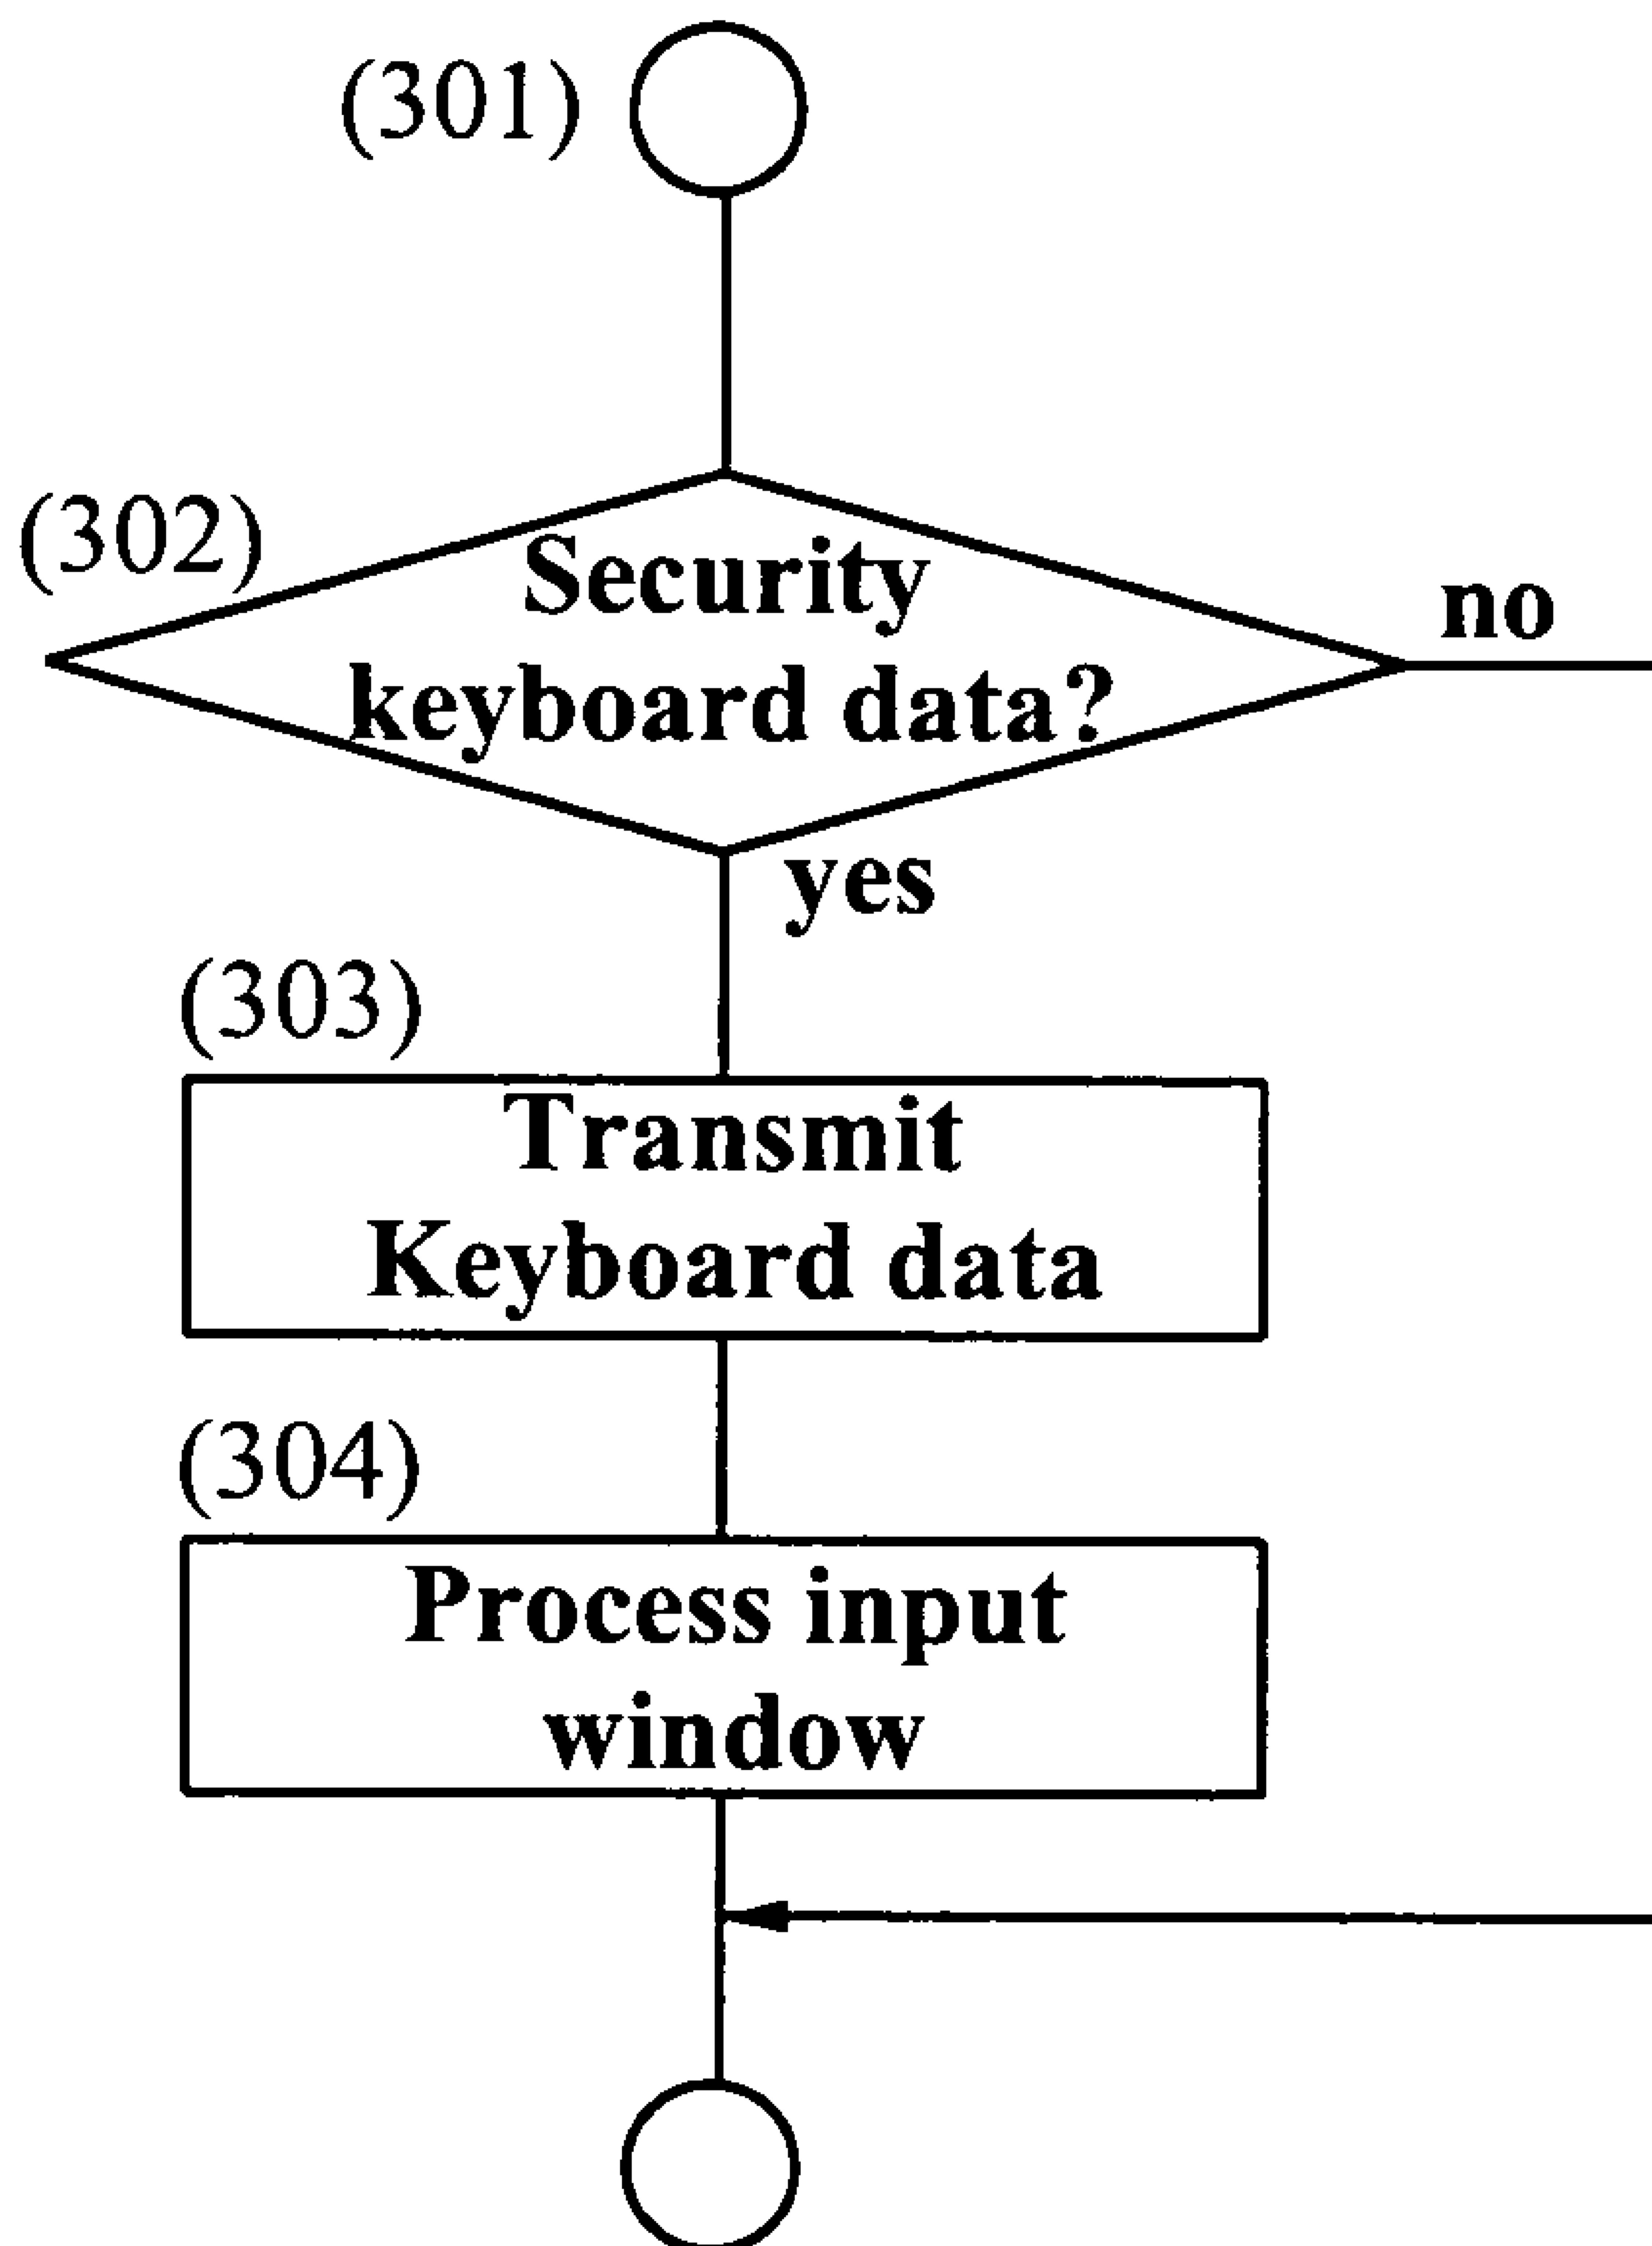 (301)
(302)
Security
keyboard data?
no
yes
(303)
Transmit
Keyboard data
(304)
Process input
window